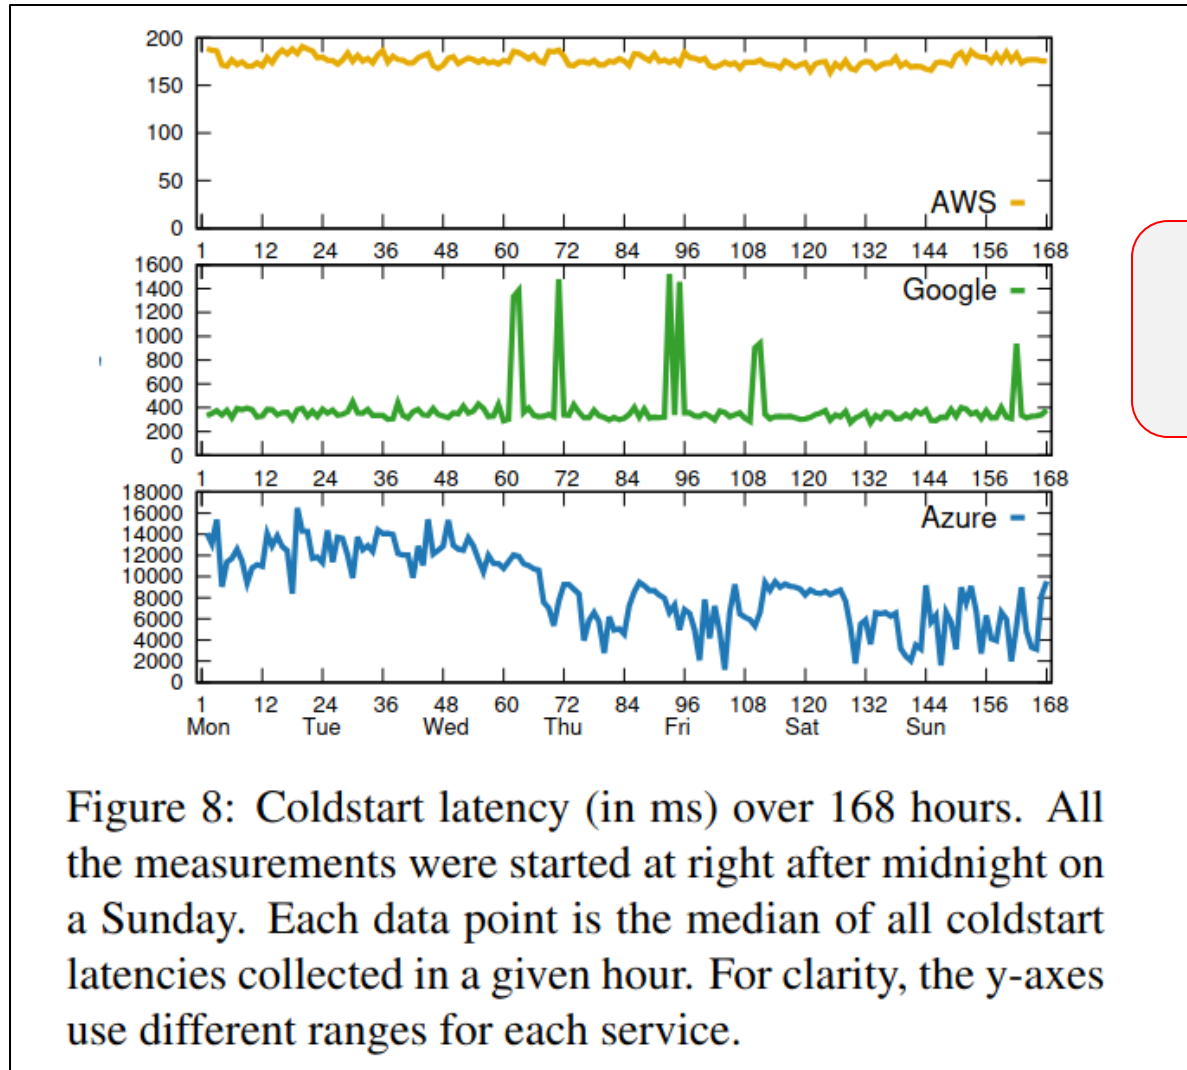 200
150
100
50
0
AWS
1 12 24 36 48 60 72 84 96 108 120 132 144 156 168
1600
1400
1200
1000
800
600
400
200
0
Google
1 12 24 36 48 60 72 84 96 108 120 132 144 156 168
18000
16000
14000
12000
10000
8000
6000
4000
2000
0
Azure
1 12 24 36 48 60 72 84 96 108 120 132 144 156 168
Mon Tue Wed Thu Fri Sat Sun
Figure 8: Coldstart latency (in ms) over 168 hours. All
the measurements were started at right after midnight on
a Sunday. Each data point is the median of all coldstart
latencies collected in a given hour. For clarity, the y-axes
use different ranges for each service.